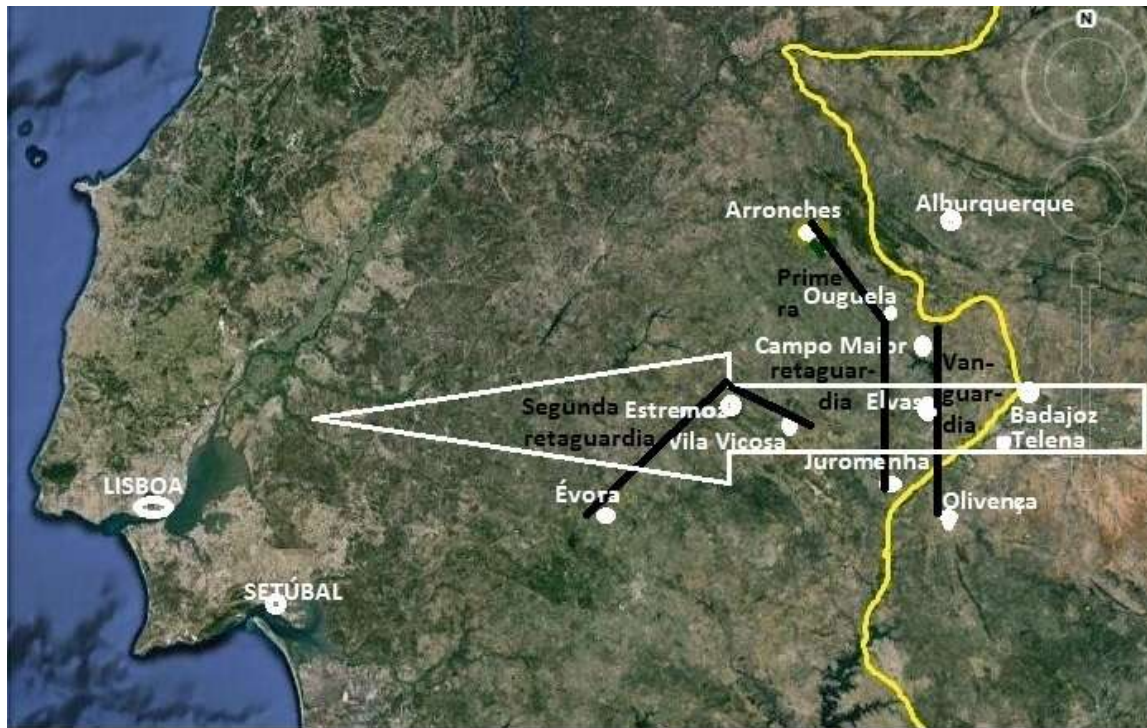 N
Alburquerque
Arronches
Prime
ra
Ouguela
Campo Maior
retaguar-
dia
Van-
guar-
dia
Elvas
Segunda
retaguardia
Estremoz
Vila Vicosa
Badajoz
Telena
Juromenha
Olivença
Évora
LISBOA
SETÚBAL